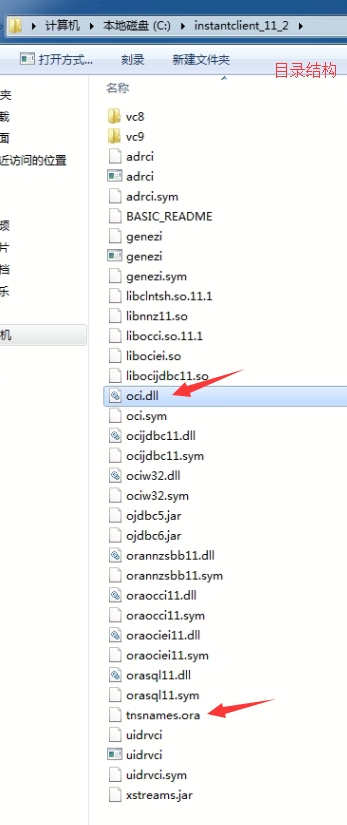 计算机 本地磁盘 (C:) instantclient_11_2
打开方式... 刻录 新建文件夹
目录结构
名称
夹
载
面
近访问的位置
频
片
档
乐
机
vc8
vc9
adrci
adrci
adrci.sym
BASIC_README
genezi
genezi
genezi.sym
libclntsh.so.11.1
libnnz11.so
libocci.so.11.1
libociei.so
libocijdbc11.so
oci.dll
oci.sym
ocijdbc11.dll
ocijdbc11.sym
ociw32.dll
ociw32.sym
ojdbc5.jar
ojdbc6.jar
orannzsbb11.dll
orannzsbb11.sym
oraocci11.dll
oraocci11.sym
oraociei11.dll
oraociei11.sym
orasql11.dll
orasql11.sym
tnsnames.ora
uidrvci
uidrvci
uidrvci.sym
xstreams.jar